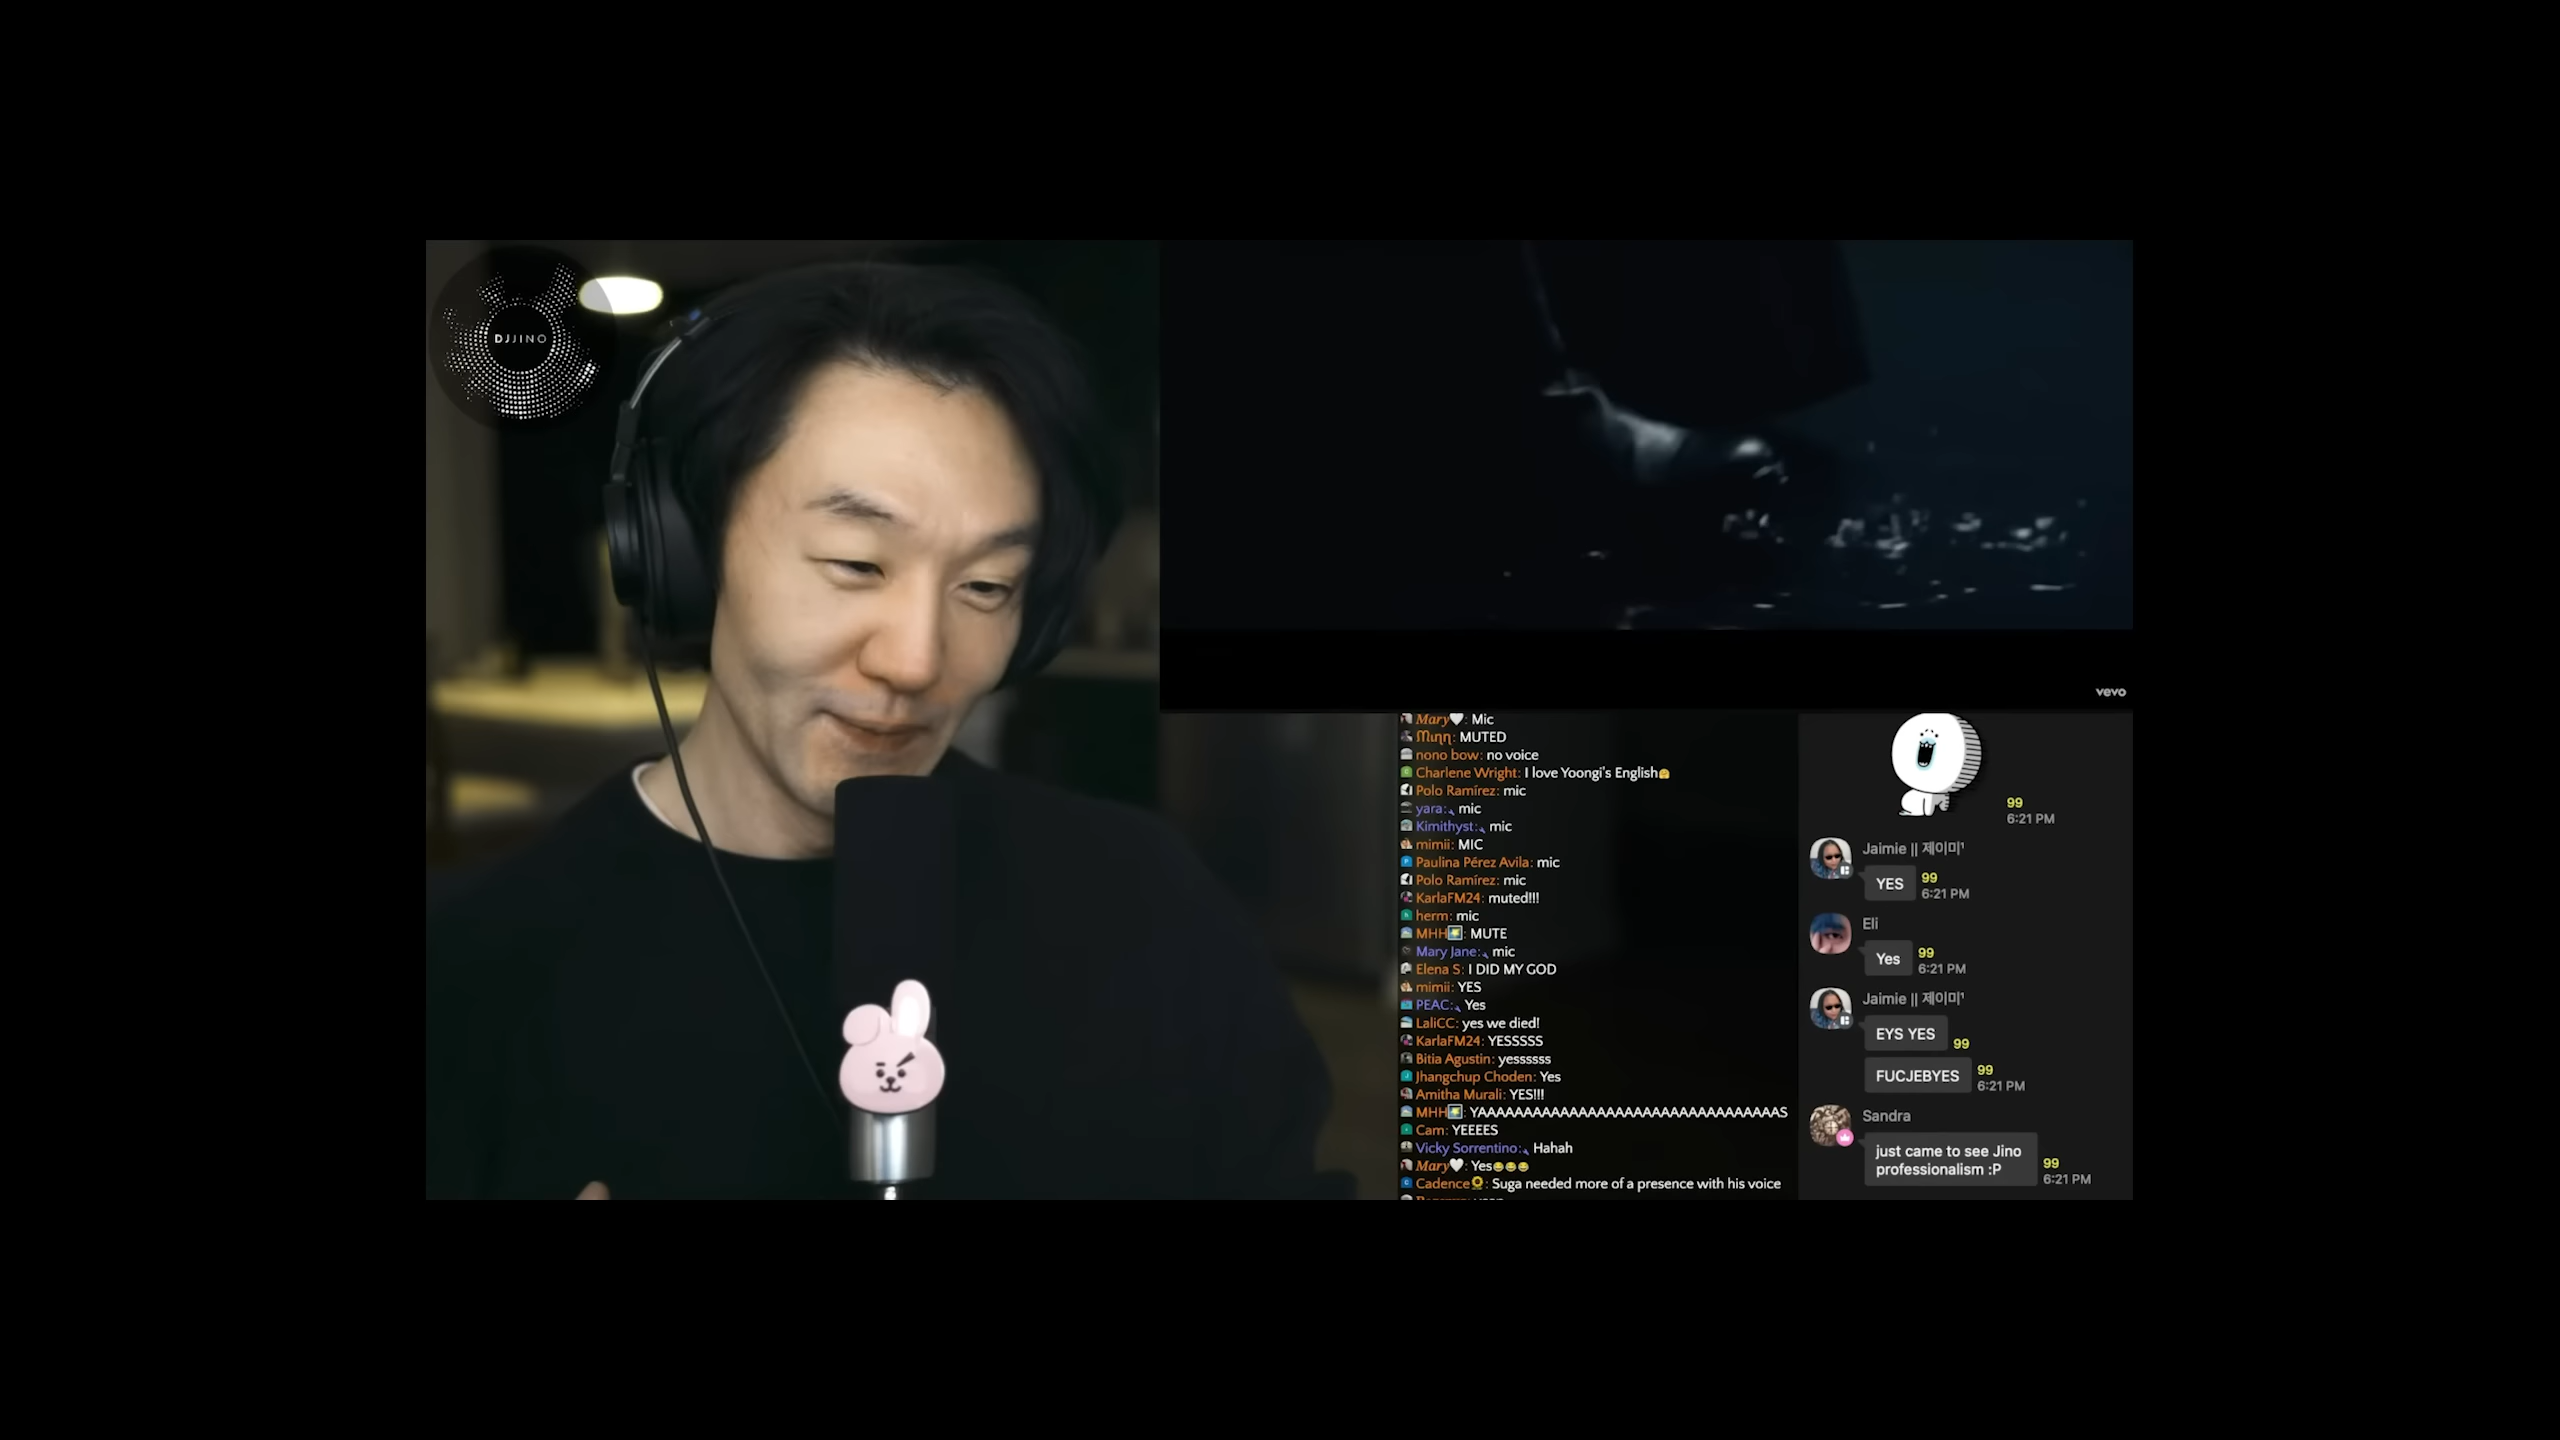 DJJINO
vevo
Mary🤍: Mic
MUTED
nono bow: no voice
Charlene Wright: I love Yoongi's English🤗
Polo Ramírez: mic
yara: mic
Kimithyst: mic
mimii: MIC
Paulina Pérez Avila: mic
Polo Ramírez: mic
KarlaFM24: muted!!!
herm: mic
MHH: MUTE
Mary Jane: mic
Elena S: I DID MY GOD
mimii: YES
PEAC: Yes
LaliCC: yes we died!
KarlaFM24: YESSSSS
Bitia Agustin: yessssss
Jhangchup Choden: Yes
Amitha Murali: YES!!!
MHH: YAAAAAAAAAAAAAAAAAAAAAAAAAAAAAAAAAS
Cam: YEEEES
Vicky Sorrentino: Hahah
Mary🤍: Yes😂😂😂
Cadence🌻: Suga needed more of a presence with his voice
99
6:21 PM
Jaimie || 제이미
YES 99
6:21 PM
Eli
Yes 99
6:21 PM
Jaimie || 제이미
EYS YES 99
FUCJEBYES 99
6:21 PM
Sandra
just came to see Jino
professionalism :P 99
6:21 PM